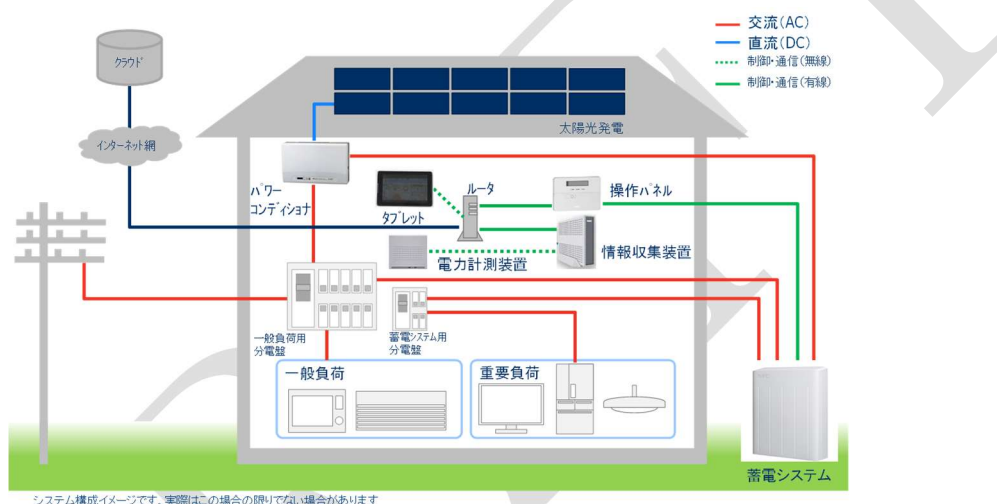 交流(AC)
直流(DC)
制御・通信(無線)
制御・通信(有線)
クラウド
インターネット網
太陽光発電
パワー
コンディショナ
タブレット
ルータ
操作パネル
電力計測装置
情報収集装置
一般負荷用
分電盤
蓄電システム用
分電盤
一般負荷
重要負荷
蓄電システム
システム構成イメージです。実際はこの場合の限りでない場合があります